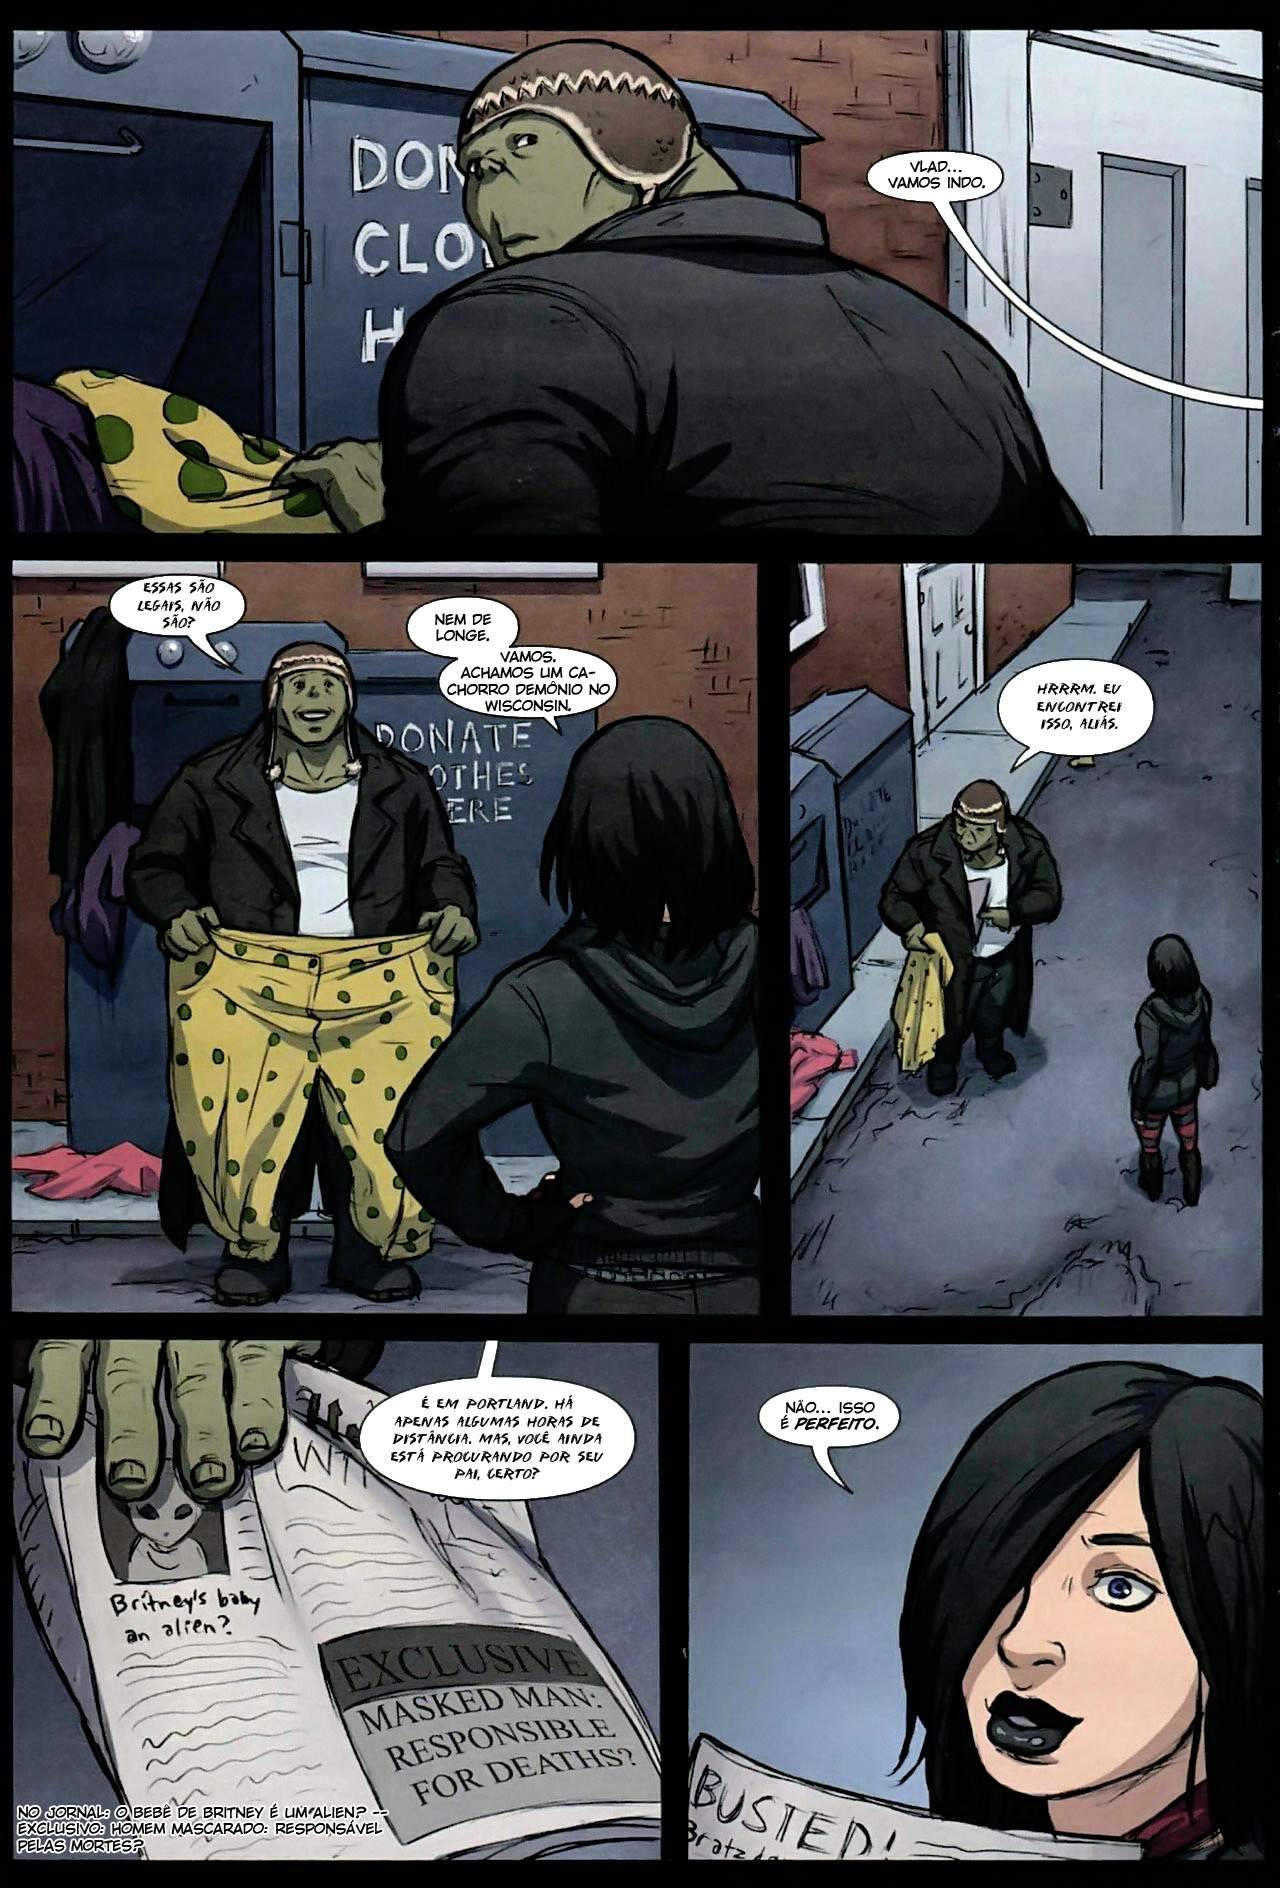 DON
CLO
H
VLAD...
VAMOS INDO.
ESSAS SÃO
LEGAIS, NÃO
SÃO?
NEM DE
LONGE.
VAMOS.
ACHAMOS UM CA-
CHORRO DEMÔNIO NO
WISCONSIN.
DONATE
OTHES
ERE
HRRRM. EU
ENCONTREI
ISSO, ALIÁS.
É EM PORTLAND. HÁ
APENAS ALGUMAS HORAS DE
DISTÂNCIA. MAS, VOCÊ AINDA
ESTÁ PROCURANDO POR SEU
PAI, CERTO?
Britney's baby
an alien?
EXCLUSIVE
MASKED MAN:
RESPONSIBLE
FOR DEATHS?
NO JORNAL: O BEBÊ DE BRITNEY É UM ALIEN? --
EXCLUSIVO: HOMEM MASCARADO: RESPONSÁVEL
PELAS MORTES?
NÃO... ISSO
É PERFEITO.
BUSTED!
Bratz